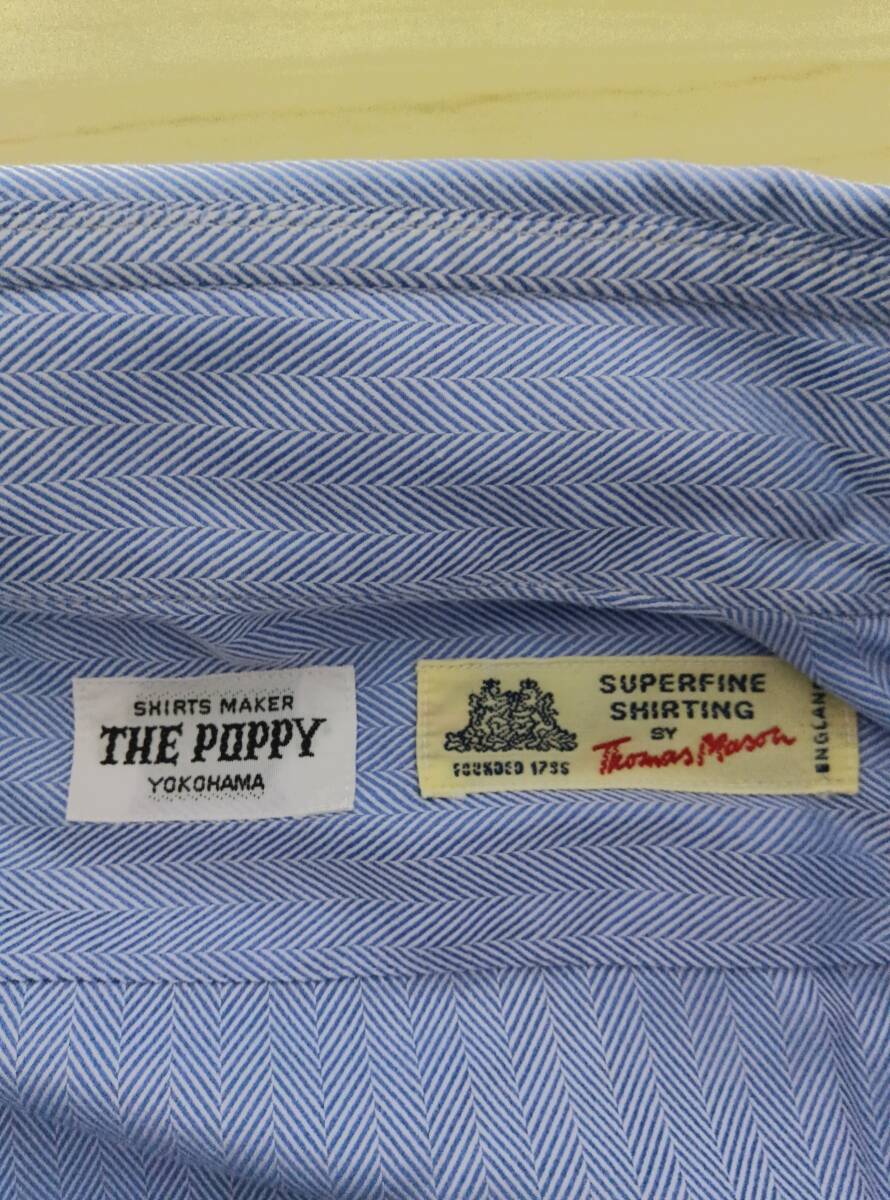 SHIRTS MAKER
THE POPPY
YOKOHAMA
SUPERFINE
SHIRTING
BY
Thomas Mason
FOUNDED 1796
ENGLAND